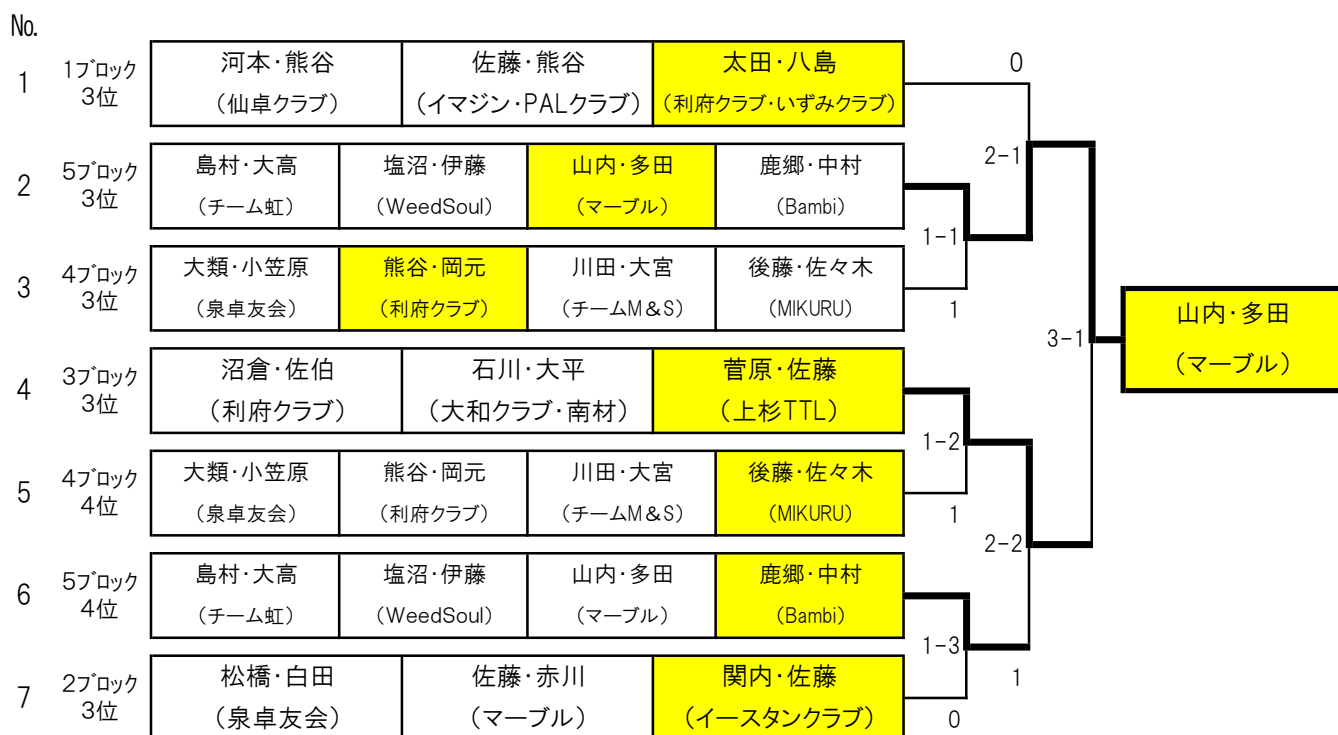 No.
1
1ブロック
3位
河本・熊谷
佐藤・熊谷
太田・八島
(仙卓クラブ)
(イマジン・PALクラブ)
(利府クラブ・いずみクラブ)
0
2
5ブロック
3位
島村・大高
塩沼・伊藤
山内・多田
鹿郷・中村
(チーム虹)
(WeedSoul)
(マーブル)
(Bambi)
2-1
1-1
3
4ブロック
3位
大類・小笠原
熊谷・岡元
川田・大宮
後藤・佐々木
(泉卓友会)
(利府クラブ)
(チームM&S)
(MIKURU)
1
3-1
山内・多田
(マーブル)
4
3ブロック
3位
沼倉・佐伯
石川・大平
菅原・佐藤
(利府クラブ)
(大和クラブ・南材)
(上杉TTL)
1-2
5
4ブロック
4位
大類・小笠原
熊谷・岡元
川田・大宮
後藤・佐々木
(泉卓友会)
(利府クラブ)
(チームM&S)
(MIKURU)
1
2-2
6
5ブロック
4位
島村・大高
塩沼・伊藤
山内・多田
鹿郷・中村
(チーム虹)
(WeedSoul)
(マーブル)
(Bambi)
1-3
1
7
2ブロック
3位
松橋・白田
佐藤・赤川
関内・佐藤
(泉卓友会)
(マーブル)
(イースタンクラブ)
0